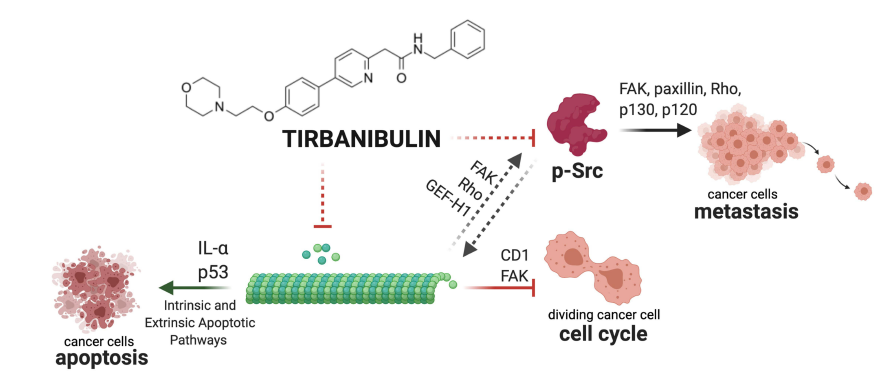 H
N
O
N
O
N
O
TIRBANIBULIN
FAK, paxillin, Rho,
p130, p120
p-Src
cancer cells
metastasis
FAK
Rho
GEF-H1
IL-α
p53
Intrinsic and
Extrinsic Apoptotic
Pathways
cancer cells
apoptosis
CD1
FAK
dividing cancer cell
cell cycle